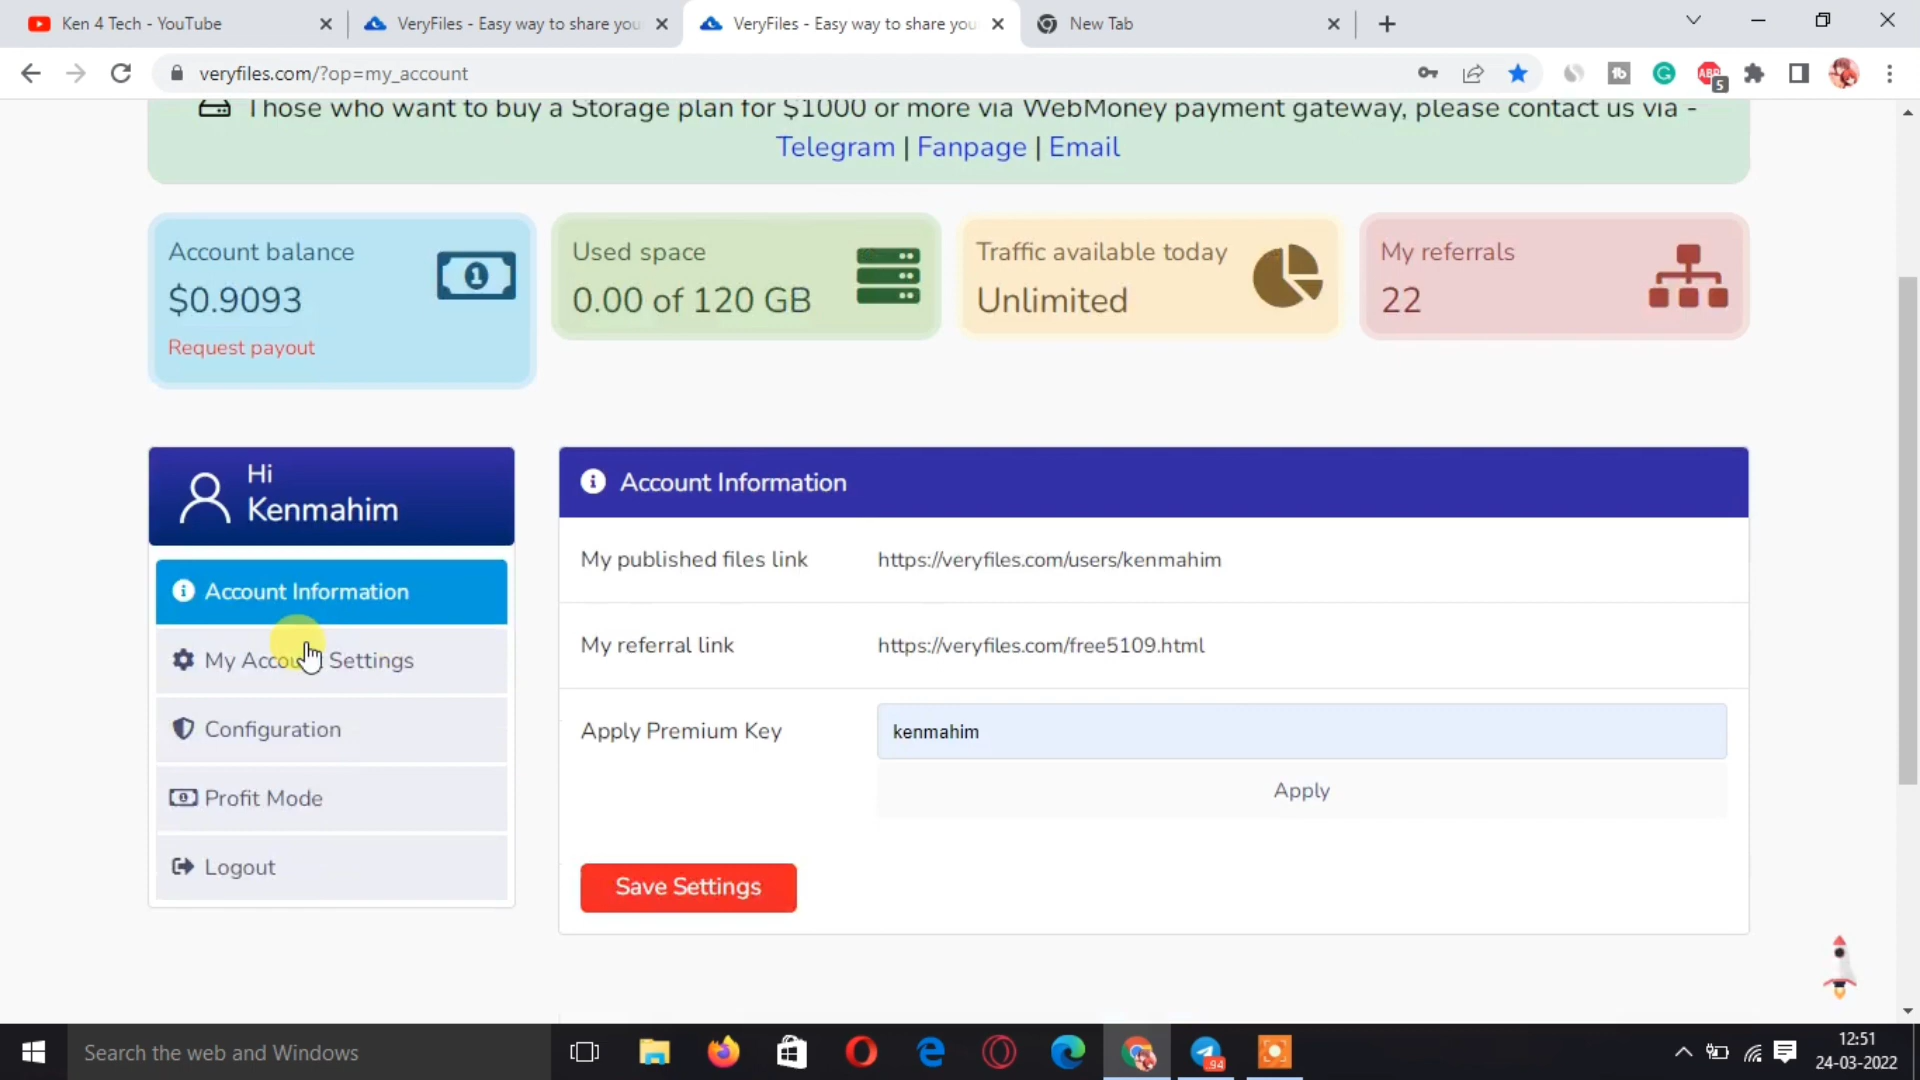 Ken 4 Tech - YouTube
VeryFiles - Easy way to share you
VeryFiles - Easy way to share you
New Tab
veryfiles.com/?op=my_account
5
Those who want to buy a Storage plan for $1000 or more via WebMoney payment gateway, please contact us via -
Telegram | Fanpage | Email
Account balance
$0.9093
Request payout
Used space
0.00 of 120 GB
Traffic available today
Unlimited
My referrals
22
Hi
Kenmahim
Account Information
My Account Settings
Configuration
Profit Mode
Logout
Account Information
My published files link
https://veryfiles.com/users/kenmahim
My referral link
https://veryfiles.com/free5109.html
Apply Premium Key
kenmahim
Apply
Save Settings
Search the web and Windows
94
12:51
24-03-2022